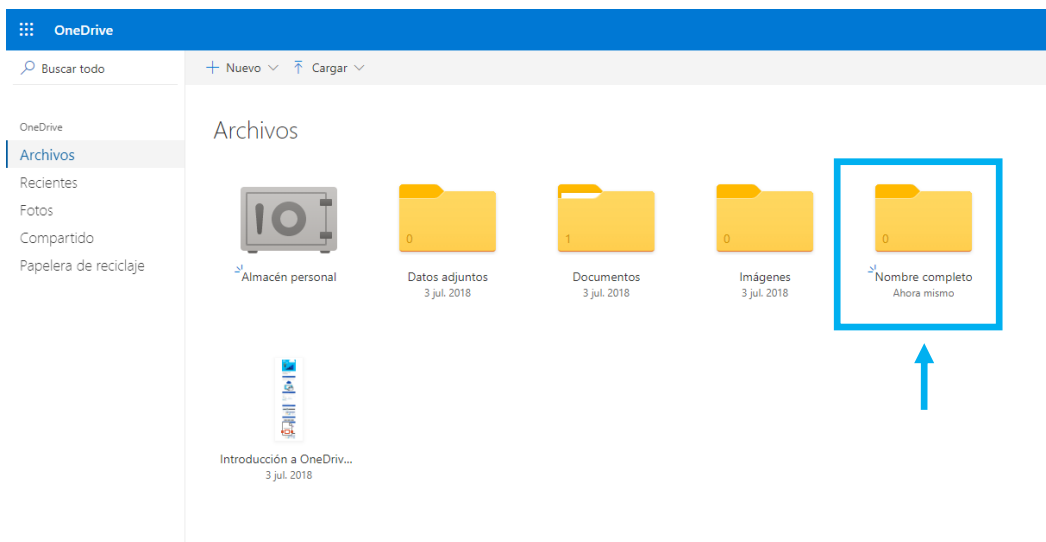 OneDrive
Buscar todo
Nuevo
Cargar
OneDrive
Archivos
Recientes
Fotos
Compartido
Papelera de reciclaje
Archivos
Almacén personal
0
Datos adjuntos
3 jul. 2018
1
Documentos
3 jul. 2018
0
Imágenes
3 jul. 2018
0
Nombre completo
Ahora mismo
Introducción a OneDriv...
3 jul. 2018